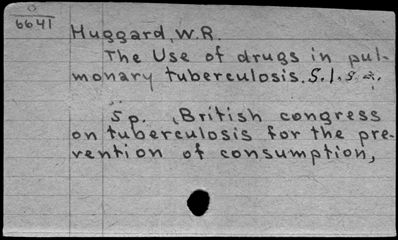 O
6641
Huggard, W.R.
The Use of drugs in pul-
monary tuberculosis. S.l. s.a.,
5p. (British congress
on tuberculosis for the pre-
vention of consumption,